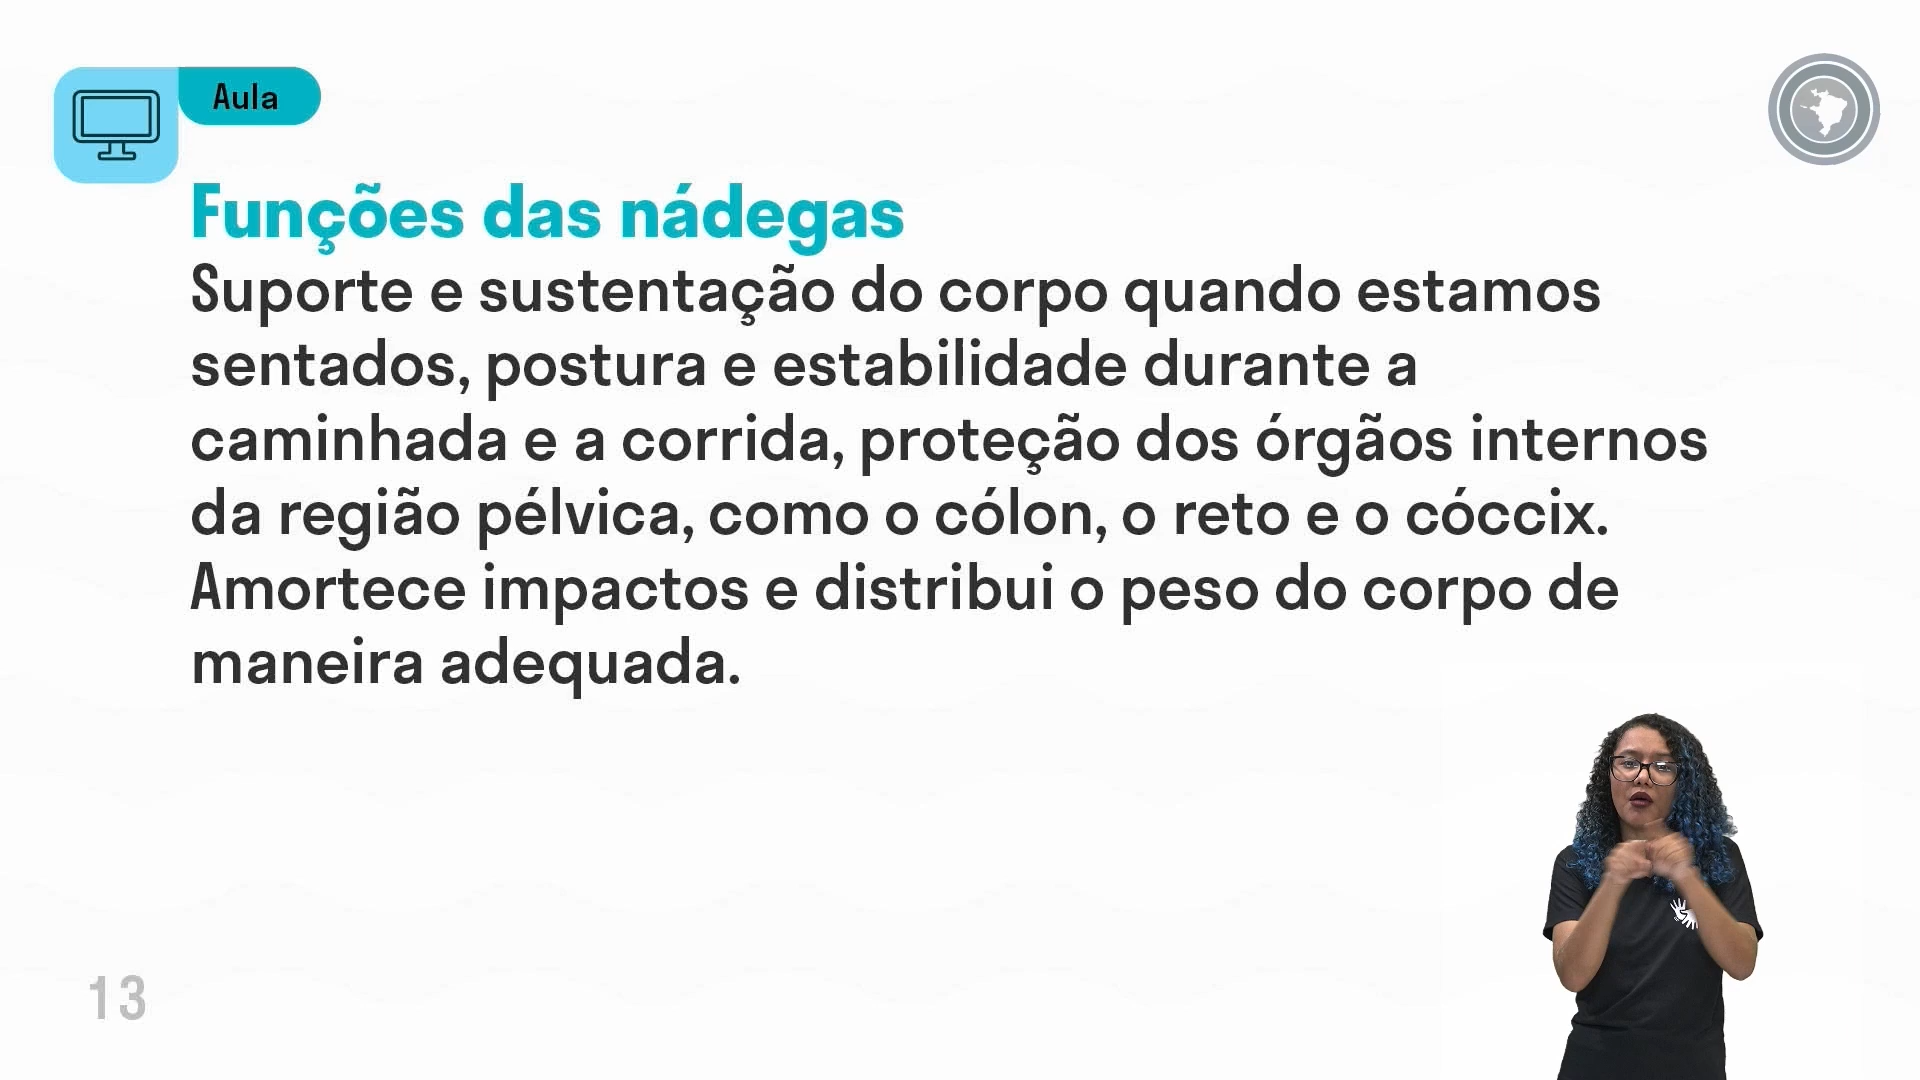 Aula
Funções das nádegas
Suporte e sustentação do corpo quando estamos
sentados, postura e estabilidade durante a
caminhada e a corrida, proteção dos órgãos internos
da região pélvica, como o cólon, o reto e o cóccix.
Amortece impactos e distribui o peso do corpo de
maneira adequada.
13